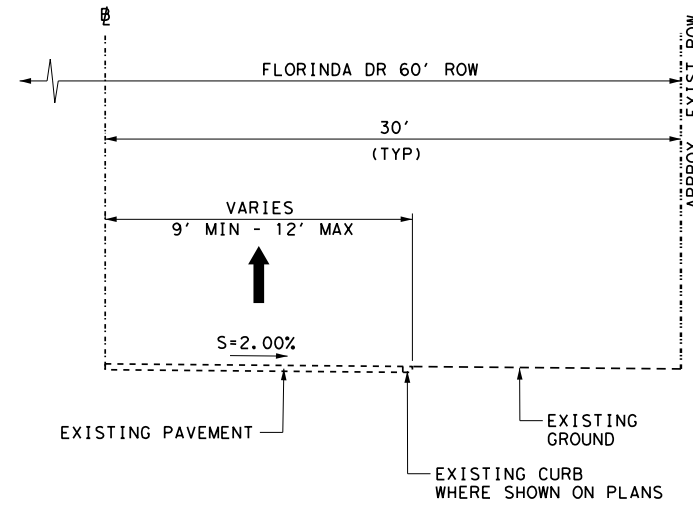 ℄
FLORINDA DR 60' ROW
APPROX. EXIST ROW
30'
(TYP)
VARIES
9' MIN - 12' MAX
S=2.00%
EXISTING PAVEMENT
EXISTING
GROUND
EXISTING CURB
WHERE SHOWN ON PLANS